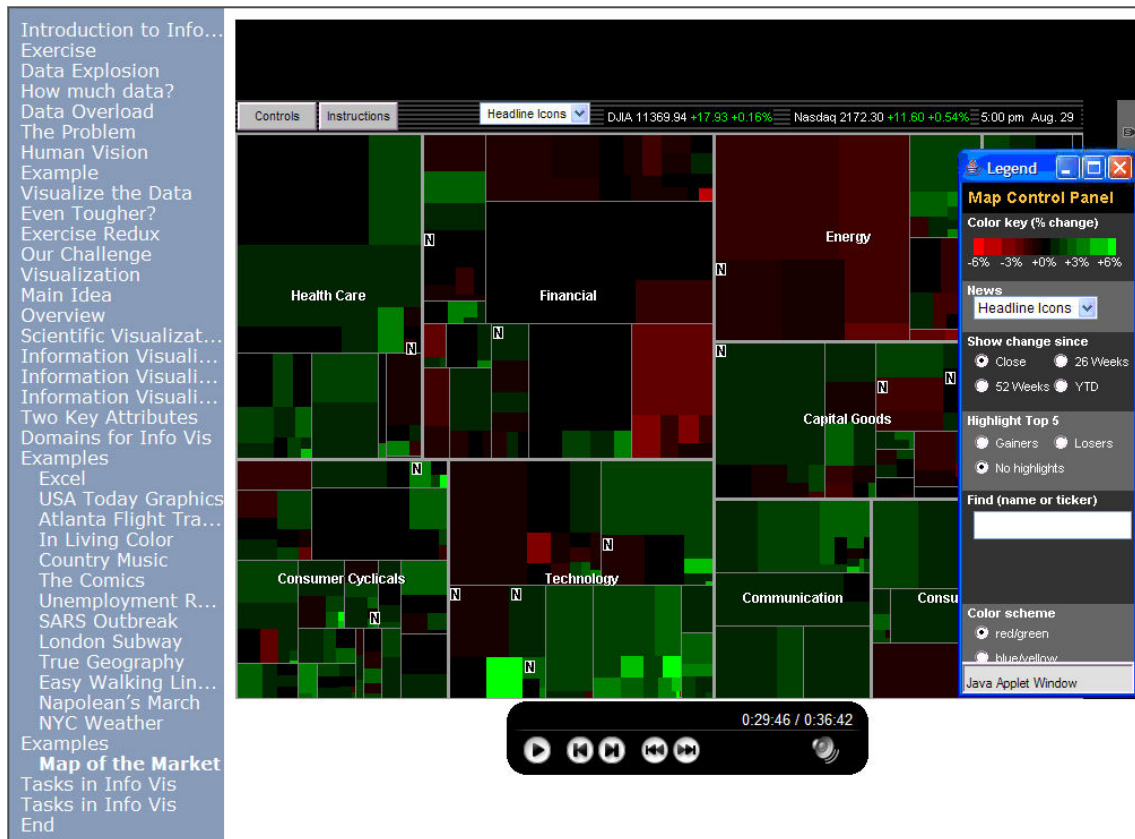 Introduction to Info...
Exercise
Data Explosion
How much data?
Data Overload
The Problem
Human Vision
Example
Visualize the Data
Even Tougher?
Exercise Redux
Our Challenge
Visualization
Main Idea
Overview
Scientific Visualizat...
Information Visuali...
Information Visuali...
Information Visuali...
Two Key Attributes
Domains for Info Vis
Examples
Excel
USA Today Graphics
Atlanta Flight Tra...
In Living Color
Country Music
The Comics
Unemployment R...
SARS Outbreak
London Subway
True Geography
Easy Walking Lin...
Napolean's March
NYC Weather
Examples
Map of the Market
Tasks in Info Vis
Tasks in Info Vis
End
Controls Instructions Headline Icons DJIA 11369.94 +17.93 +0.16% Nasdaq 2172.30 +11.60 +0.54% 5:00 pm Aug. 29
Energy
N
N
Health Care Financial
N
N
N
N
Capital Goods
N
N
Consumer Cyclicals Technology
N
N
Communication Consu
N
N
Legend
Map Control Panel
Color key (% change)
-6% -3% +0% +3% +6%
News
Headline Icons
Show change since
Close 26 Weeks
52 Weeks YTD
Highlight Top 5
Gainers Losers
No highlights
Find (name or ticker)
Color scheme
red/green
blue/yellow
Java Applet Window
0:29:46 / 0:36:42